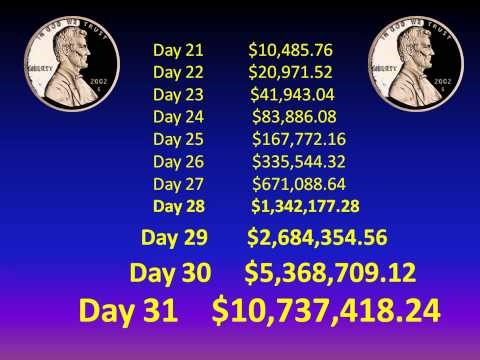 IN GOD WE TRUST
LIBERTY
2002
S
IN GOD WE TRUST
LIBERTY
2002
S
Day 21 $10,485.76
Day 22 $20,971.52
Day 23 $41,943.04
Day 24 $83,886.08
Day 25 $167,772.16
Day 26 $335,544.32
Day 27 $671,088.64
Day 28 $1,342,177.28
Day 29 $2,684,354.56
Day 30 $5,368,709.12
Day 31 $10,737,418.24